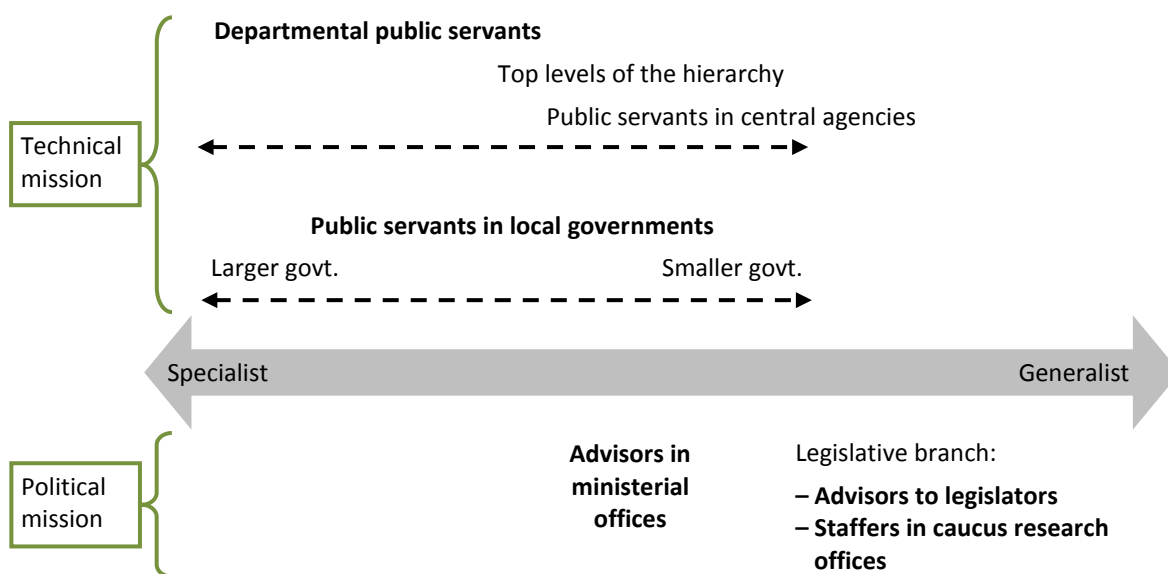 Departmental public servants
Top levels of the hierarchy
Public servants in central agencies
Technical
mission
Public servants in local governments
Larger govt.
Smaller govt.
Specialist
Generalist
Political
mission
Advisors in
ministerial
offices
Legislative branch:
– Advisors to legislators
– Staffers in caucus research
offices